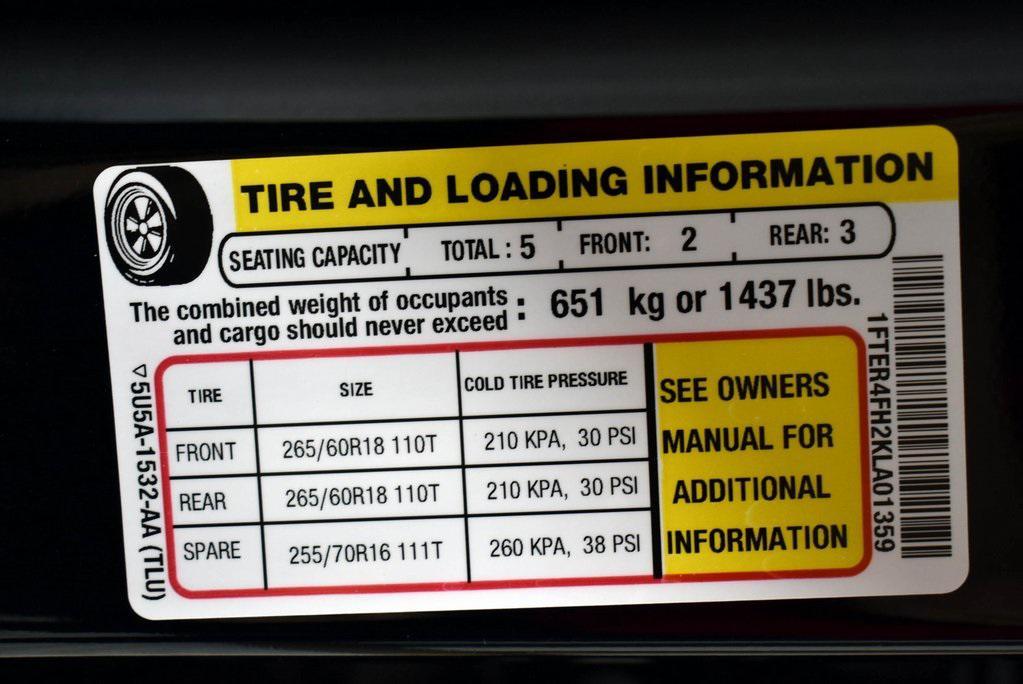 TIRE AND LOADING INFORMATION
SEATING CAPACITY TOTAL : 5 FRONT: 2 REAR: 3
The combined weight of occupants
and cargo should never exceed : 651 kg or 1437 lbs.
TIRE SIZE COLD TIRE PRESSURE
FRONT 265/60R18 110T 210 KPA, 30 PSI
REAR 265/60R18 110T 210 KPA, 30 PSI
SPARE 255/70R16 111T 260 KPA, 38 PSI
SEE OWNERS
MANUAL FOR
ADDITIONAL
INFORMATION
▽5U5A-1532-AA (TLU)
1FTER4FH2KLA01359